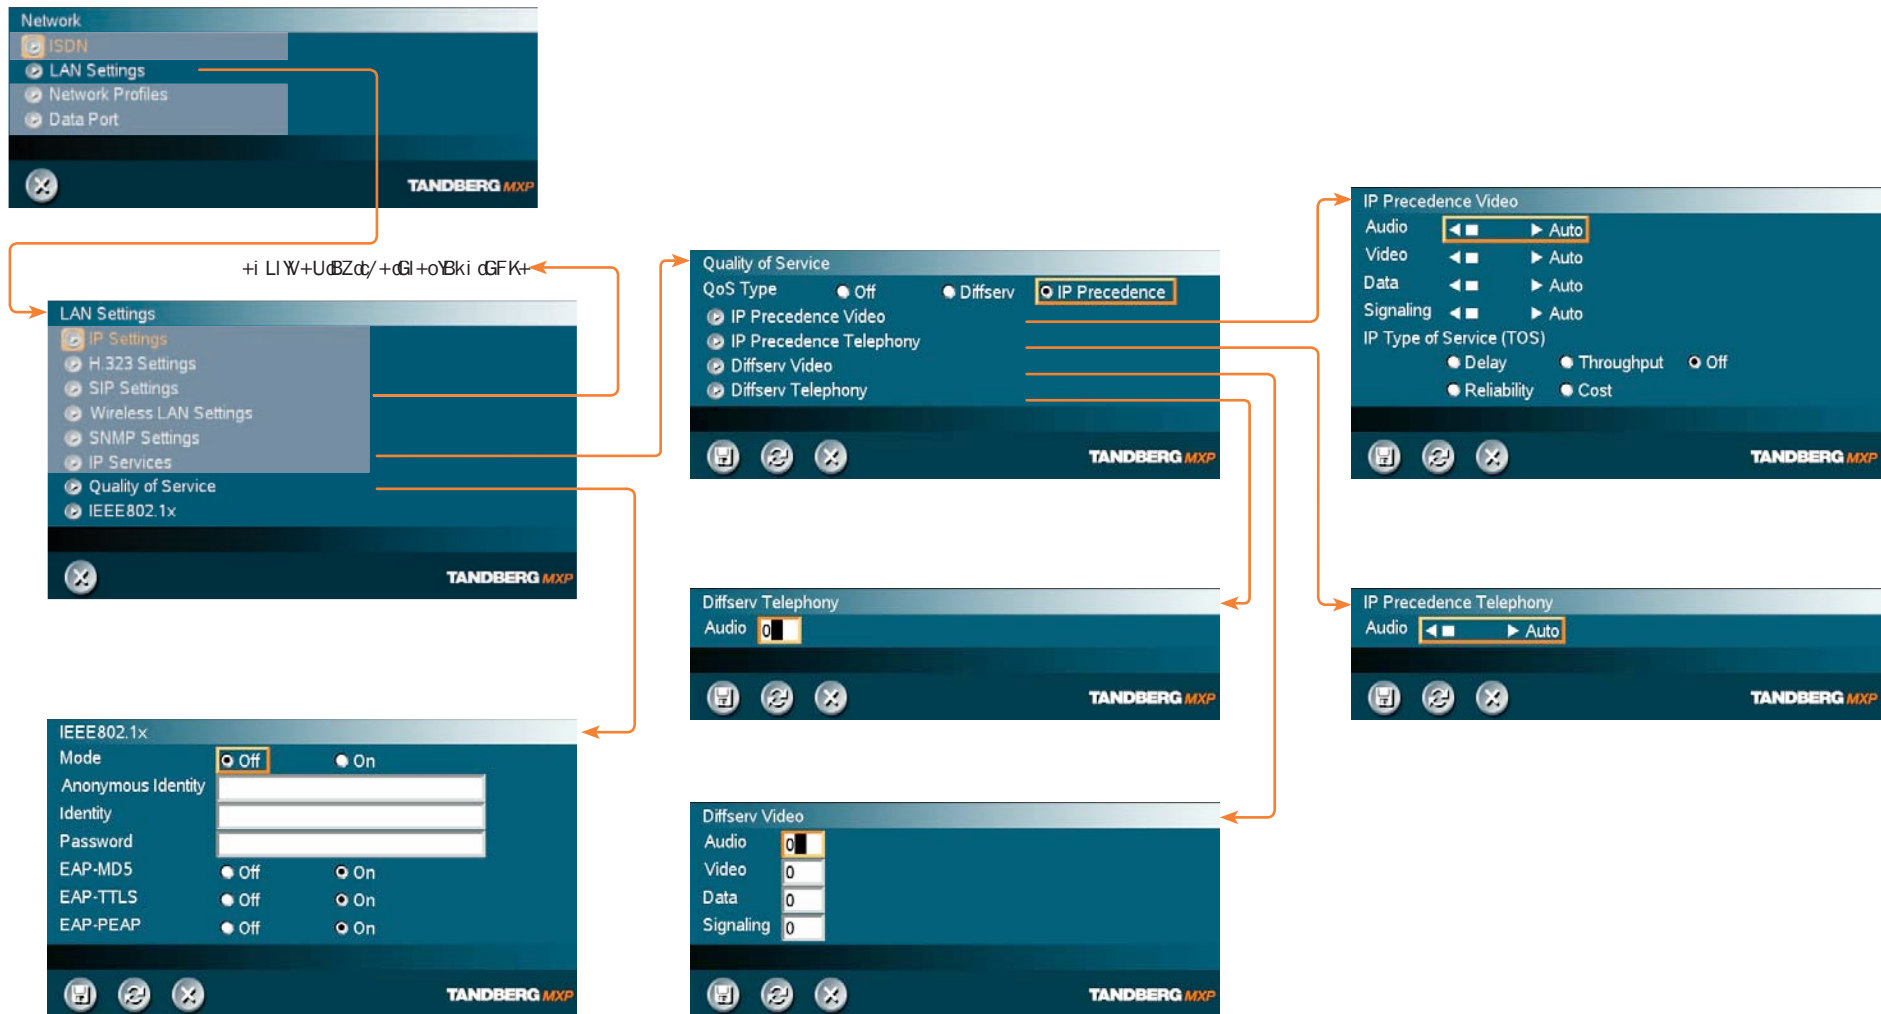 Network
ISDN
LAN Settings
Network Profiles
Data Port
TANDBERG MXP
+i LIYV+UdBZdc/+dGI+oYBki dGFK+
LAN Settings
IP Settings
H.323 Settings
SIP Settings
Wireless LAN Settings
SNMP Settings
IP Services
Quality of Service
IEEE802.1x
TANDBERG MXP
IEEE802.1x
Mode Off On
Anonymous Identity
Identity
Password
EAP-MD5 Off On
EAP-TTLS Off On
EAP-PEAP Off On
TANDBERG MXP
Quality of Service
QoS Type Off Diffserv IP Precedence
IP Precedence Video
IP Precedence Telephony
Diffserv Video
Diffserv Telephony
TANDBERG MXP
Diffserv Telephony
Audio 0
TANDBERG MXP
Diffserv Video
Audio 0
Video 0
Data 0
Signaling 0
TANDBERG MXP
IP Precedence Video
Audio Auto
Video Auto
Data Auto
Signaling Auto
IP Type of Service (TOS)
Delay Throughput Off
Reliability Cost
TANDBERG MXP
IP Precedence Telephony
Audio Auto
TANDBERG MXP